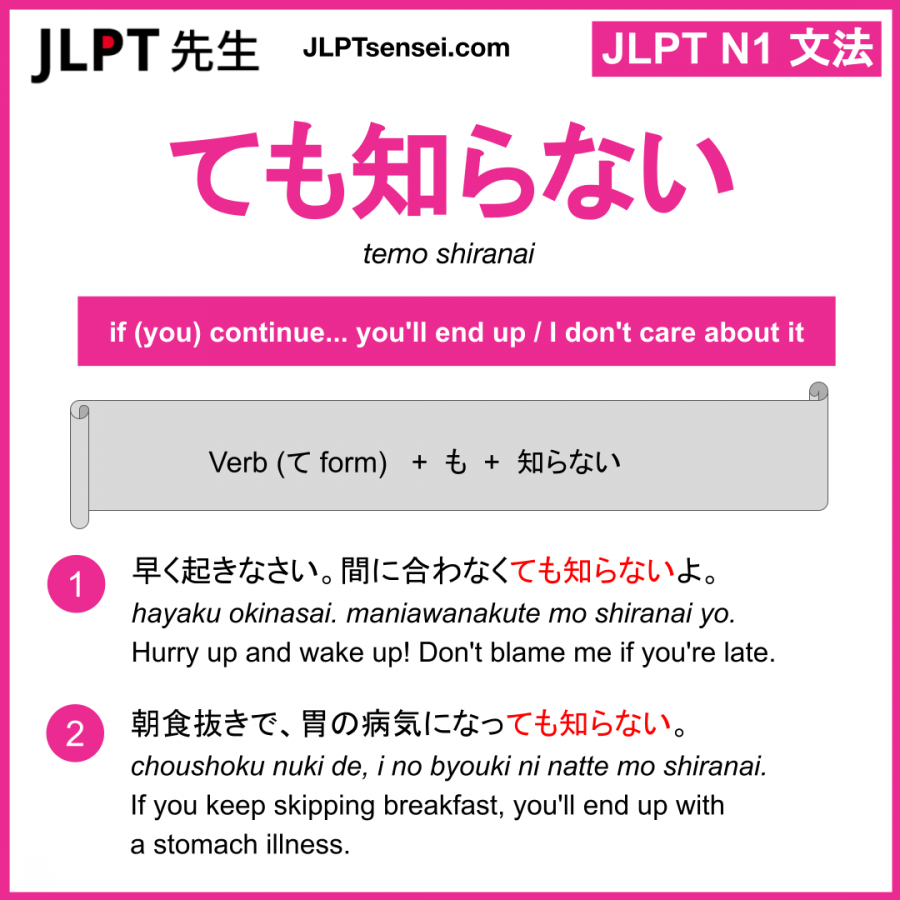 JLPT 先生
JLPTsensei.com
JLPT N1 文法
ても知らない
temo shiranai
if (you) continue... you'll end up / I don't care about it
Verb (て form) + も + 知らない
1
早く起きなさい。間に合わなくても知らないよ。
hayaku okinasai. maniawanakute mo shiranai yo.
Hurry up and wake up! Don't blame me if you're late.
2
朝食抜きで、胃の病気になっても知らない。
choushoku nuki de, i no byouki ni natte mo shiranai.
If you keep skipping breakfast, you'll end up with
a stomach illness.